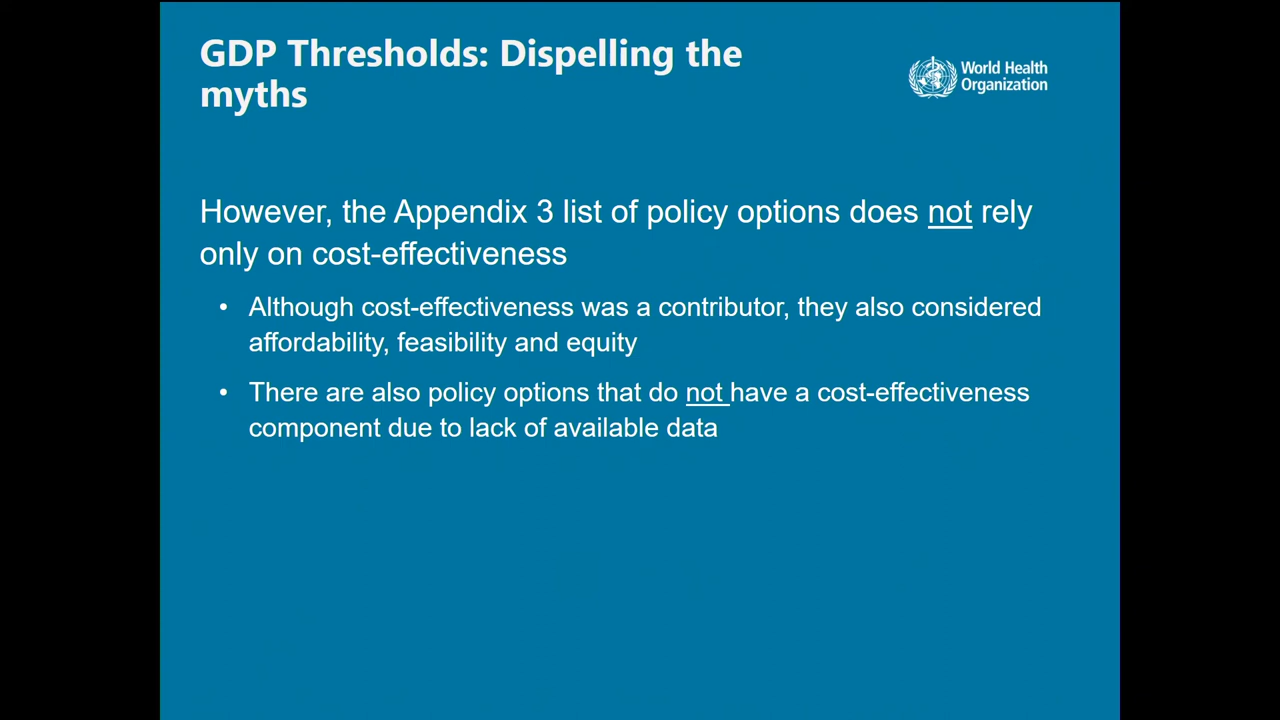 GDP Thresholds: Dispelling the
myths
World Health
Organization
However, the Appendix 3 list of policy options does not rely
only on cost-effectiveness
• Although cost-effectiveness was a contributor, they also considered
affordability, feasibility and equity
• There are also policy options that do not have a cost-effectiveness
component due to lack of available data